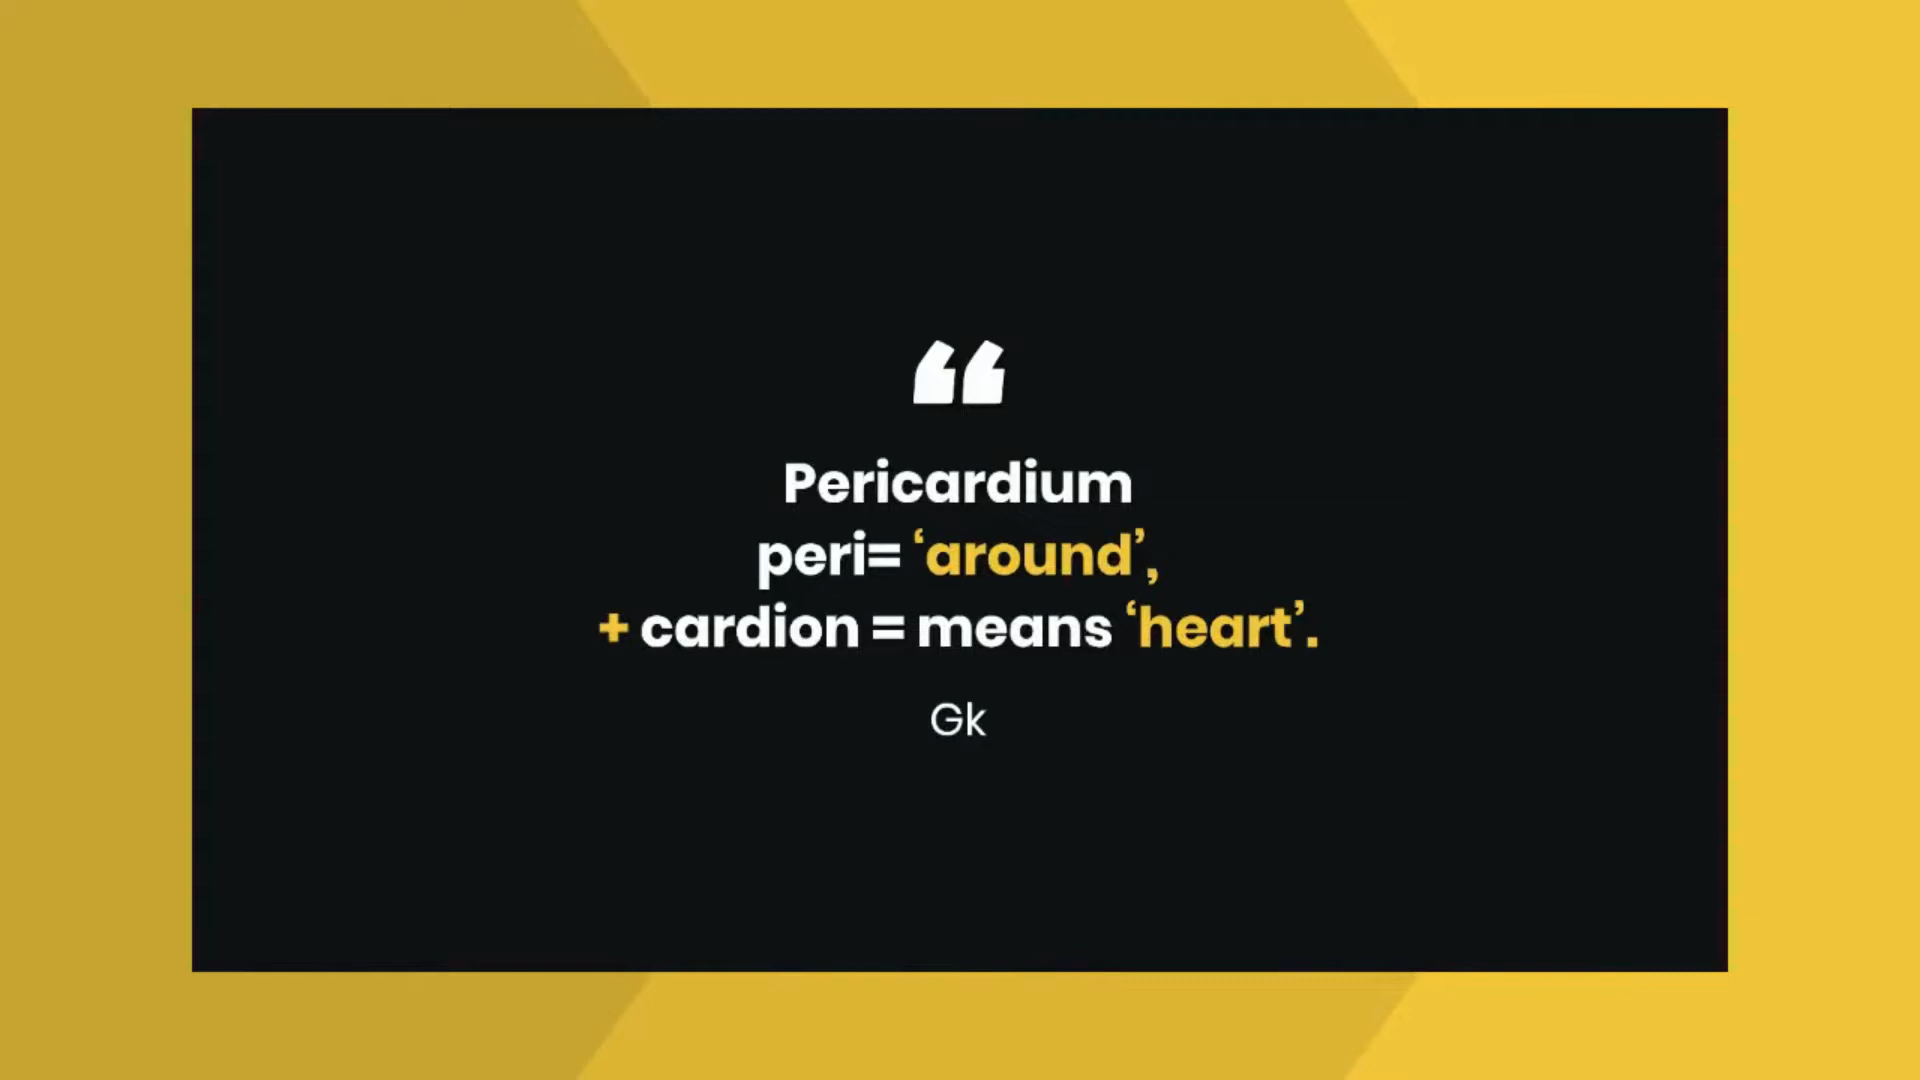 “
Pericardium
peri= ‘around’,
+ cardion = means ‘heart’.
Gk